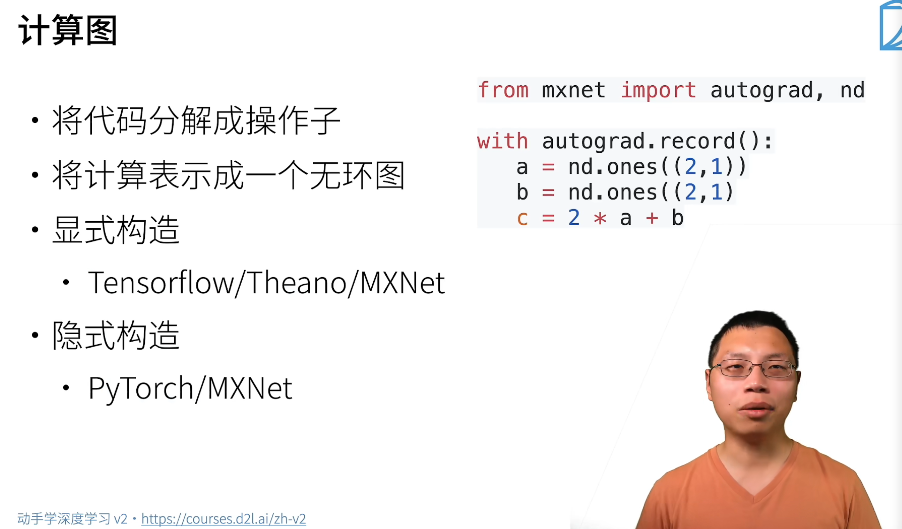 计算图
• 将代码分解成操作子
• 将计算表示成一个无环图
• 显式构造
• Tensorflow/Theano/MXNet
• 隐式构造
• PyTorch/MXNet
from mxnet import autograd, nd
with autograd.record():
a = nd.ones((2,1))
b = nd.ones((2,1)
c = 2 * a + b
动手学深度学习 v2 • https://courses.d2l.ai/zh-v2